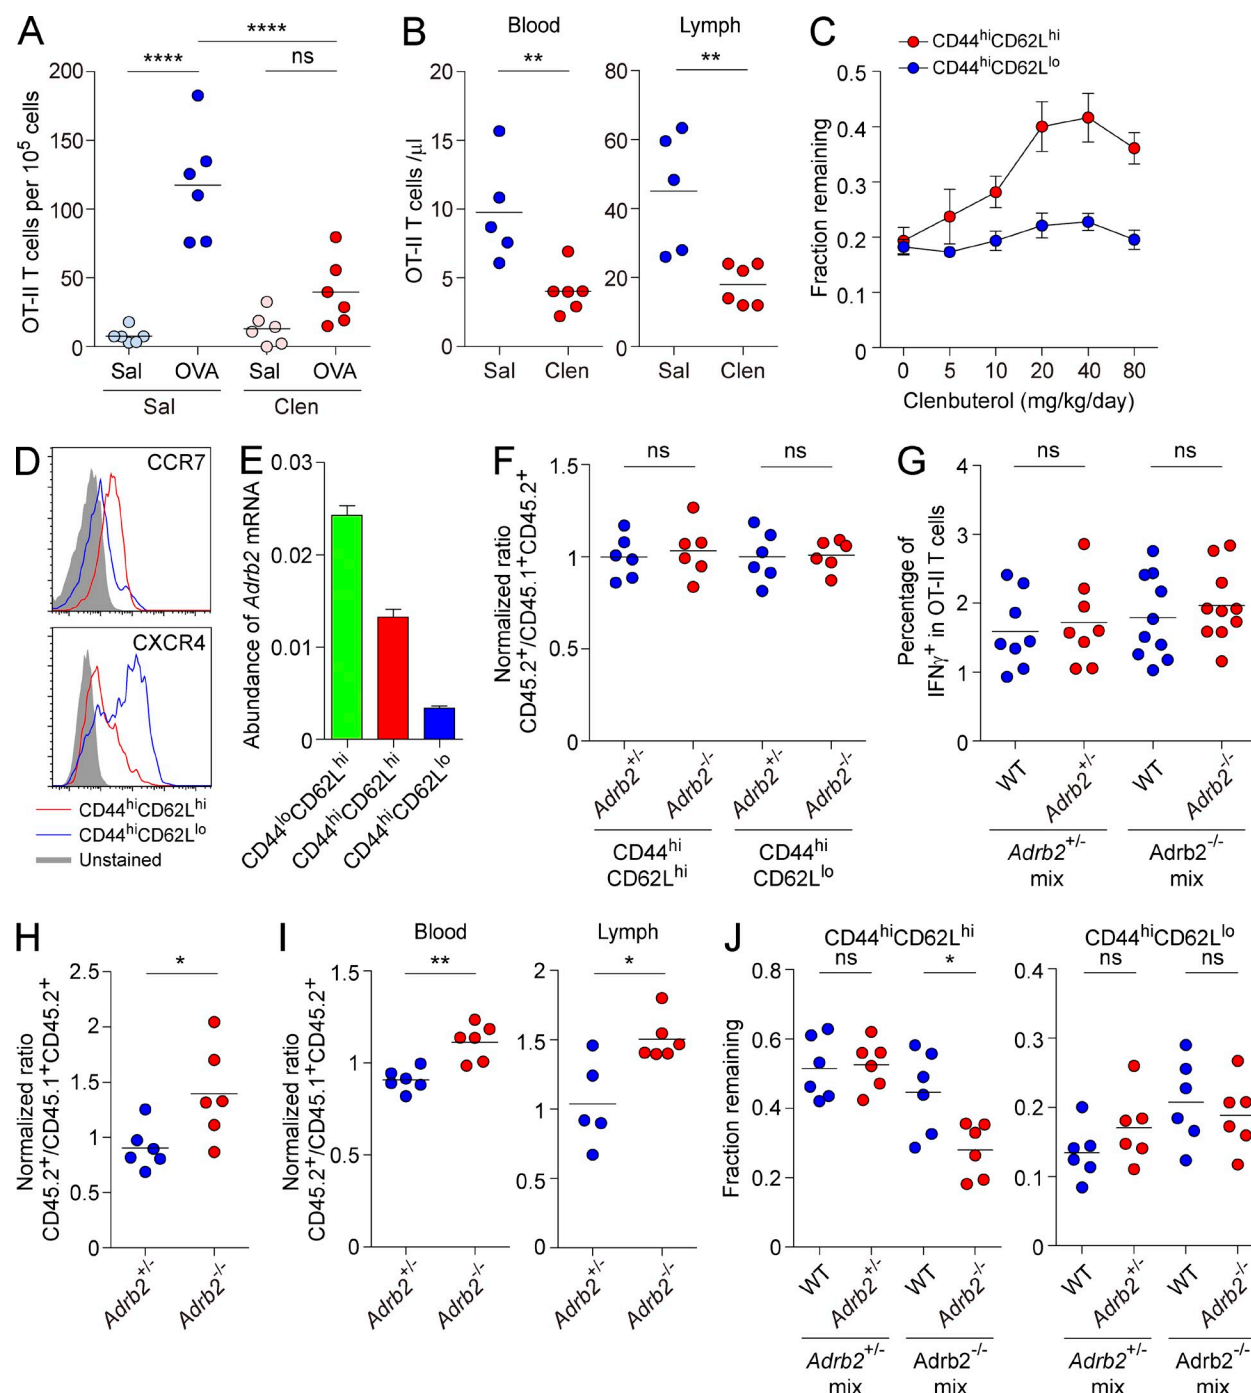 A
****
****
ns
OT-II T cells per 10⁵ cells
200
150
100
50
0
Sal
OVA
Sal
OVA
Sal
Clen
B
Blood
Lymph
**
**
OT-II T cells /μl
15
10
5
0
80
60
40
20
0
Sal
Clen
Sal
Clen
C
CD44ʰⁱCD62Lʰⁱ
CD44ʰⁱCD62Lˡᵒ
Fraction remaining
0.5
0.4
0.3
0.2
0.1
0
0
5
10
20
40
80
Clenbuterol (mg/kg/day)
D
CCR7
CXCR4
CD44ʰⁱCD62Lʰⁱ
CD44ʰⁱCD62Lˡᵒ
Unstained
E
Abundance of Adrb2 mRNA
0.03
0.02
0.01
0
CD44ˡᵒCD62Lʰⁱ
CD44ʰⁱCD62Lʰⁱ
CD44ʰⁱCD62Lˡᵒ
F
ns
ns
Normalized ratio
CD45.2⁺/CD45.1⁺CD45.2⁺
1.5
1
0.5
0
Adrb2⁺/⁻
Adrb2⁻/⁻
Adrb2⁺/⁻
Adrb2⁻/⁻
CD44ʰⁱ
CD62Lʰⁱ
CD44ʰⁱ
CD62Lˡᵒ
G
ns
ns
Percentage of
IFNγ⁺ in OT-II T cells
4
3
2
1
0
WT
Adrb2⁺/⁻
WT
Adrb2⁻/⁻
Adrb2⁺/⁻
mix
Adrb2⁻/⁻
mix
H
*
Normalized ratio
CD45.2⁺/CD45.1⁺CD45.2⁺
2.5
2
1.5
1
0.5
0
Adrb2⁺/⁻
Adrb2⁻/⁻
I
Blood
Lymph
**
*
Normalized ratio
CD45.2⁺/CD45.1⁺CD45.2⁺
1.5
1
0.5
0
2
1.5
1
0.5
0
Adrb2⁺/⁻
Adrb2⁻/⁻
Adrb2⁺/⁻
Adrb2⁻/⁻
J
CD44ʰⁱCD62Lʰⁱ
CD44ʰⁱCD62Lˡᵒ
ns
*
ns
ns
Fraction remaining
0.8
0.6
0.4
0.2
0
0.4
0.3
0.2
0.1
0
WT
Adrb2⁺/⁻
WT
Adrb2⁻/⁻
WT
Adrb2⁺/⁻
WT
Adrb2⁻/⁻
Adrb2⁺/⁻
mix
Adrb2⁻/⁻
mix
Adrb2⁺/⁻
mix
Adrb2⁻/⁻
mix